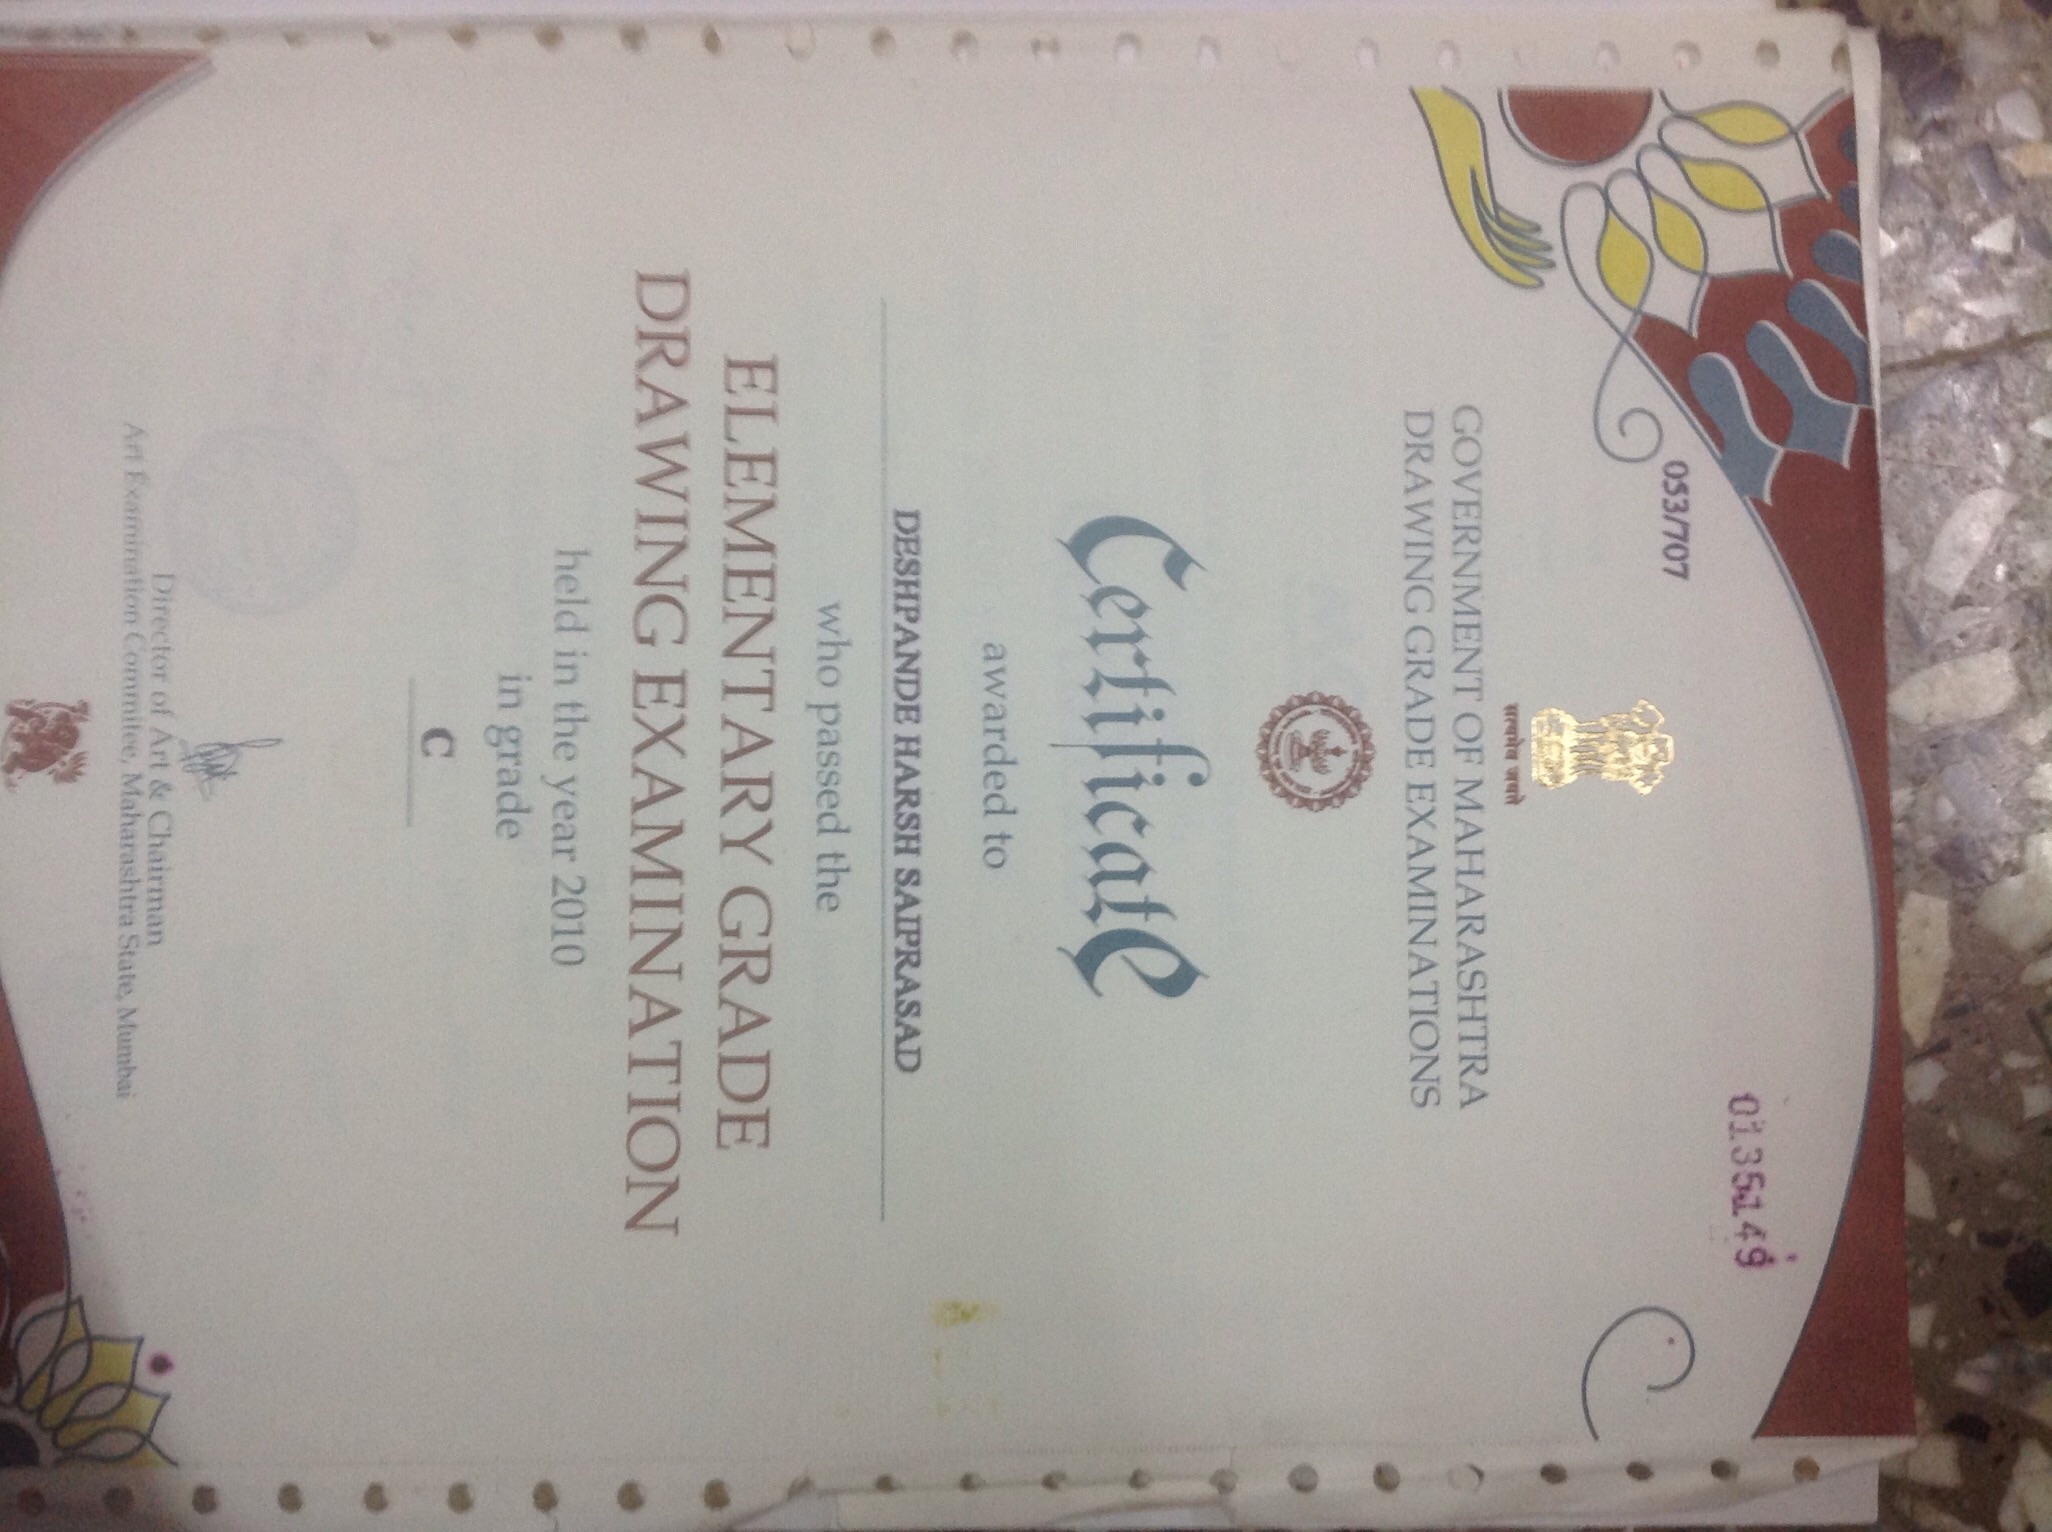 0135149
053/707
सत्यमेव जयते
GOVERNMENT OF MAHARASHTRA
DRAWING GRADE EXAMINATIONS
Certificate
awarded to
DESHPANDE HARSH SAIPRASAD
who passed the
ELEMENTARY GRADE
DRAWING EXAMINATION
held in the year 2010
in grade
C
Director of Art & Chairman
Art Examination Commitee, Maharashtra State, Mumbai